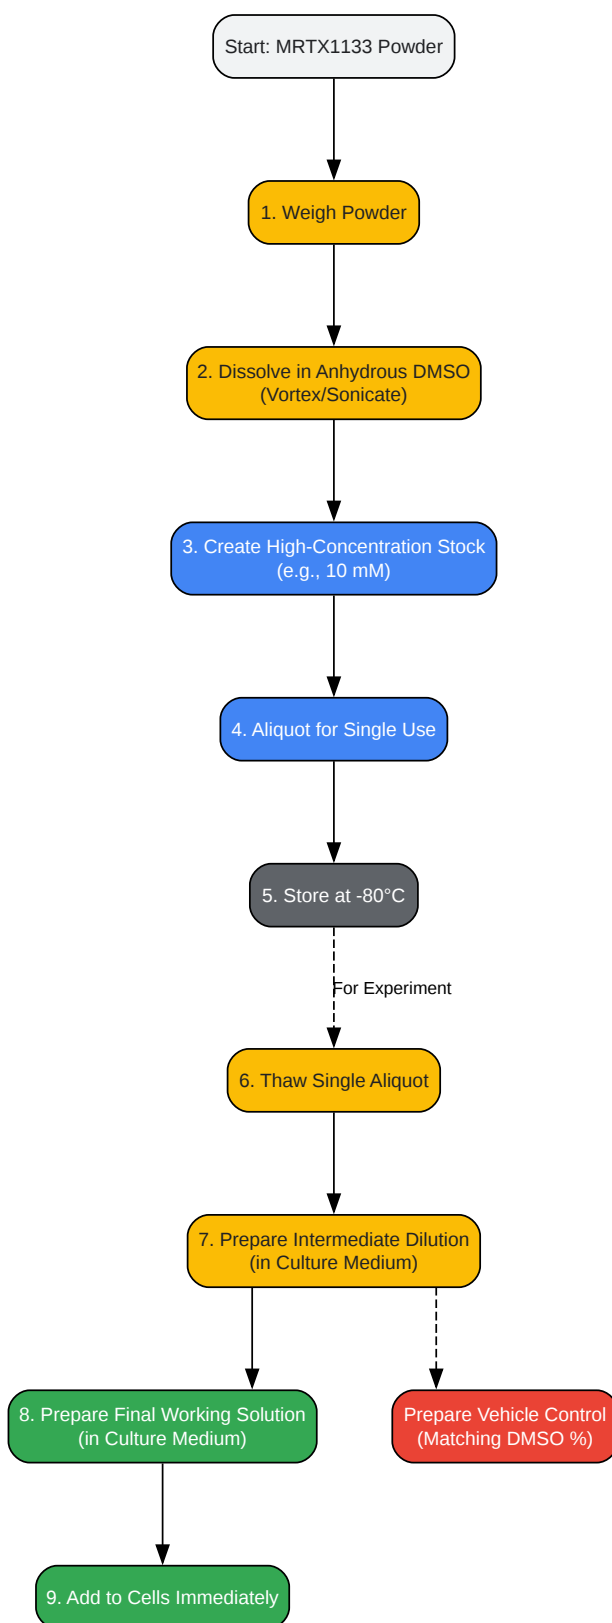 Start: MRTX1133 Powder
1. Weigh Powder
2. Dissolve in Anhydrous DMSO
(Vortex/Sonicate)
3. Create High-Concentration Stock
(e.g., 10 mM)
4. Aliquot for Single Use
5. Store at -80°C
For Experiment
6. Thaw Single Aliquot
7. Prepare Intermediate Dilution
(in Culture Medium)
8. Prepare Final Working Solution
(in Culture Medium)
Prepare Vehicle Control
(Matching DMSO %)
9. Add to Cells Immediately